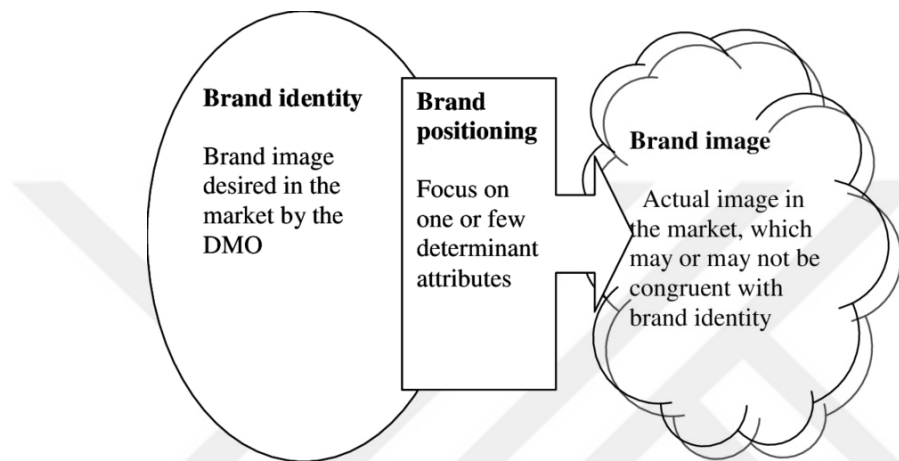 Brand identity
Brand image
desired in the
market by the
DMO
Brand
positioning
Focus on
one or few
determinant
attributes
Brand image
Actual image in
the market, which
may or may not be
congruent with
brand identity